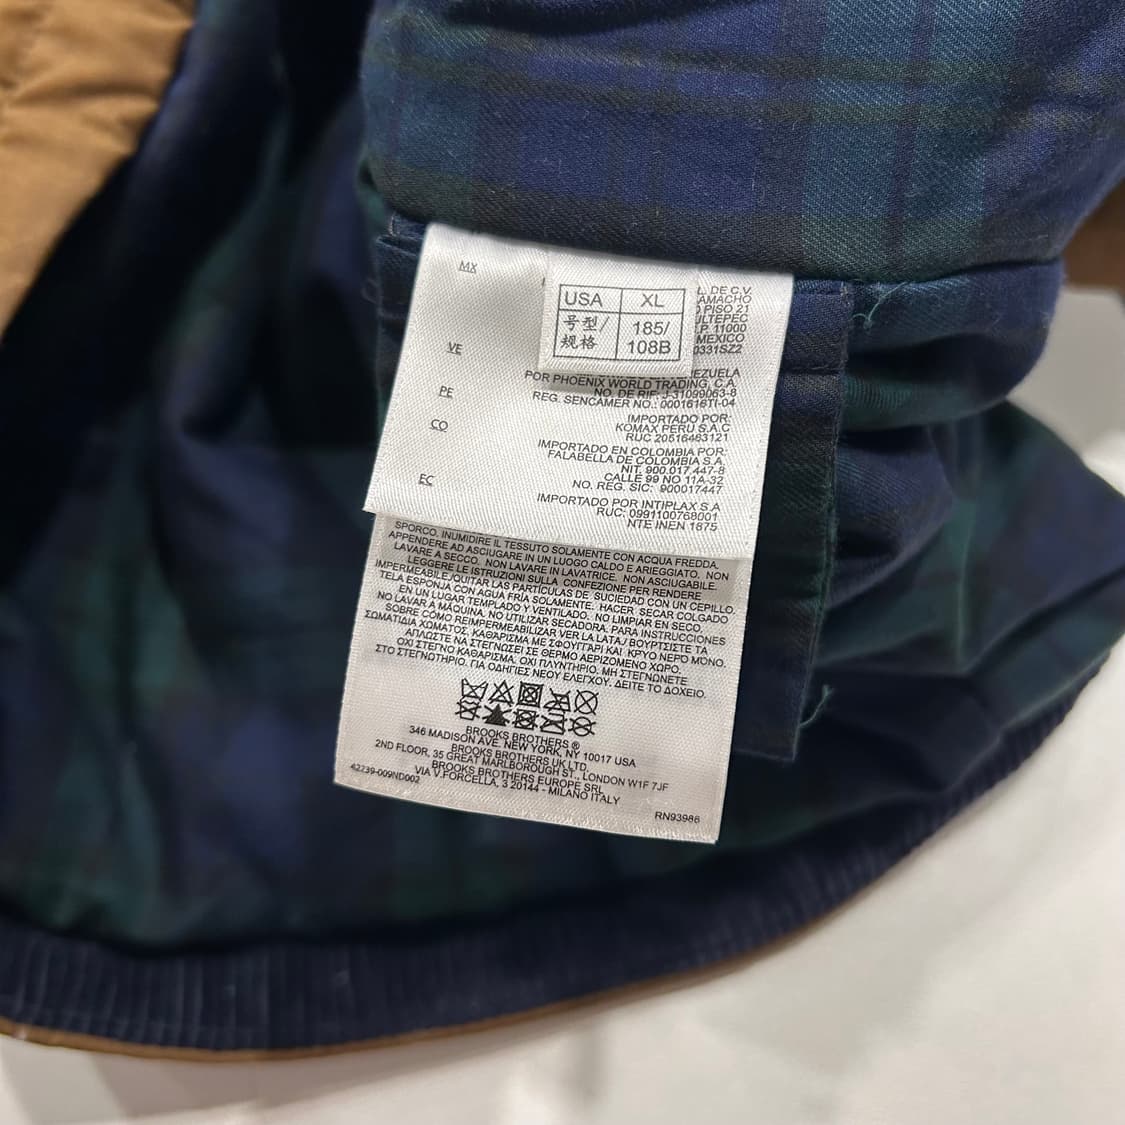 MX
L. DE C.V.
AMACHO
PISO 21
ULTEPEC
.P. 11000
MEXICO
0331SZ2
USA XL
号型/ 185/
规格 108B
VE
EZUELA
POR PHOENIX WORLD TRADING, C.A.
NO. DE RIF: J-31099063-8
REG. SENCAMER NO.: 0001616TI-04
PE
IMPORTADO POR:
KOMAX PERU S.A.C
RUC 20516463121
CO
IMPORTADO EN COLOMBIA POR:
FALABELLA DE COLOMBIA S.A.
NIT. 900.017.447-8
CALLE 99 NO 11A-32
NO. REG. SIC: 900017447
EC
IMPORTADO POR INTIPLAX S.A
RUC: 0991100768001
NTE INEN 1875
SPORCO. INUMIDIRE IL TESSUTO SOLAMENTE CON ACQUA FREDDA.
APPENDERE AD ASCIUGARE IN UN LUOGO CALDO E ARIEGGIATO. NON
LAVARE A SECCO. NON LAVARE IN LAVATRICE. NON ASCIUGABILE.
LEGGERE LE ISTRUZIONI SULLA CONFEZIONE PER RENDERE
IMPERMEABILE./QUITAR LAS PARTÍCULAS DE SUCIEDAD CON UN CEPILLO.
TELA ESPONJA CON AGUA FRÍA SOLAMENTE. HACER SECAR COLGADO
EN UN LUGAR TEMPLADO Y VENTILADO. NO LIMPIAR EN SECO.
NO LAVAR A MÁQUINA. NO UTILIZAR SECADORA. PARA INSTRUCCIONES
SOBRE CÓMO REIMPERMEABILIZAR VER LA LATA./ ΒΟΥΡΤΣΙΣΤΕ ΤΑ
ΣΩΜΑΤΙΔΙΑ ΧΩΜΑΤΟΣ. ΚΑΘΑΡΙΣΜΑ ΜΕ ΣΦΟΥΓΓΑΡΙ ΚΑΙ ΚΡΥΟ ΝΕΡΟ ΜΟΝΟ.
ΑΠΛΩΣΤΕ ΝΑ ΣΤΕΓΝΩΣΕΙ ΣΕ ΘΕΡΜΟ ΑΕΡΙΖΟΜΕΝΟ ΧΩΡΟ.
ΟΧΙ ΣΤΕΓΝΟ ΚΑΘΑΡΙΣΜΑ. ΟΧΙ ΠΛΥΝΤΗΡΙΟ. ΜΗ ΣΤΕΓΝΩΝΕΤΕ
ΣΤΟ ΣΤΕΓΝΩΤΗΡΙΟ. ΓΙΑ ΟΔΗΓΙΕΣ ΝΕΟΥ ΕΛΕΓΧΟΥ. ΔΕΙΤΕ ΤΟ ΔΟΧΕΙΟ.
BROOKS BROTHERS ®
346 MADISON AVE. NEW YORK, NY 10017 USA
BROOKS BROTHERS UK LTD.
2ND FLOOR, 35 GREAT MARLBOROUGH ST., LONDON W1F 7JF
BROOKS BROTHERS EUROPE SRL
VIA V.FORCELLA, 3 20144 - MILANO ITALY
42239-009ND002
RN93986